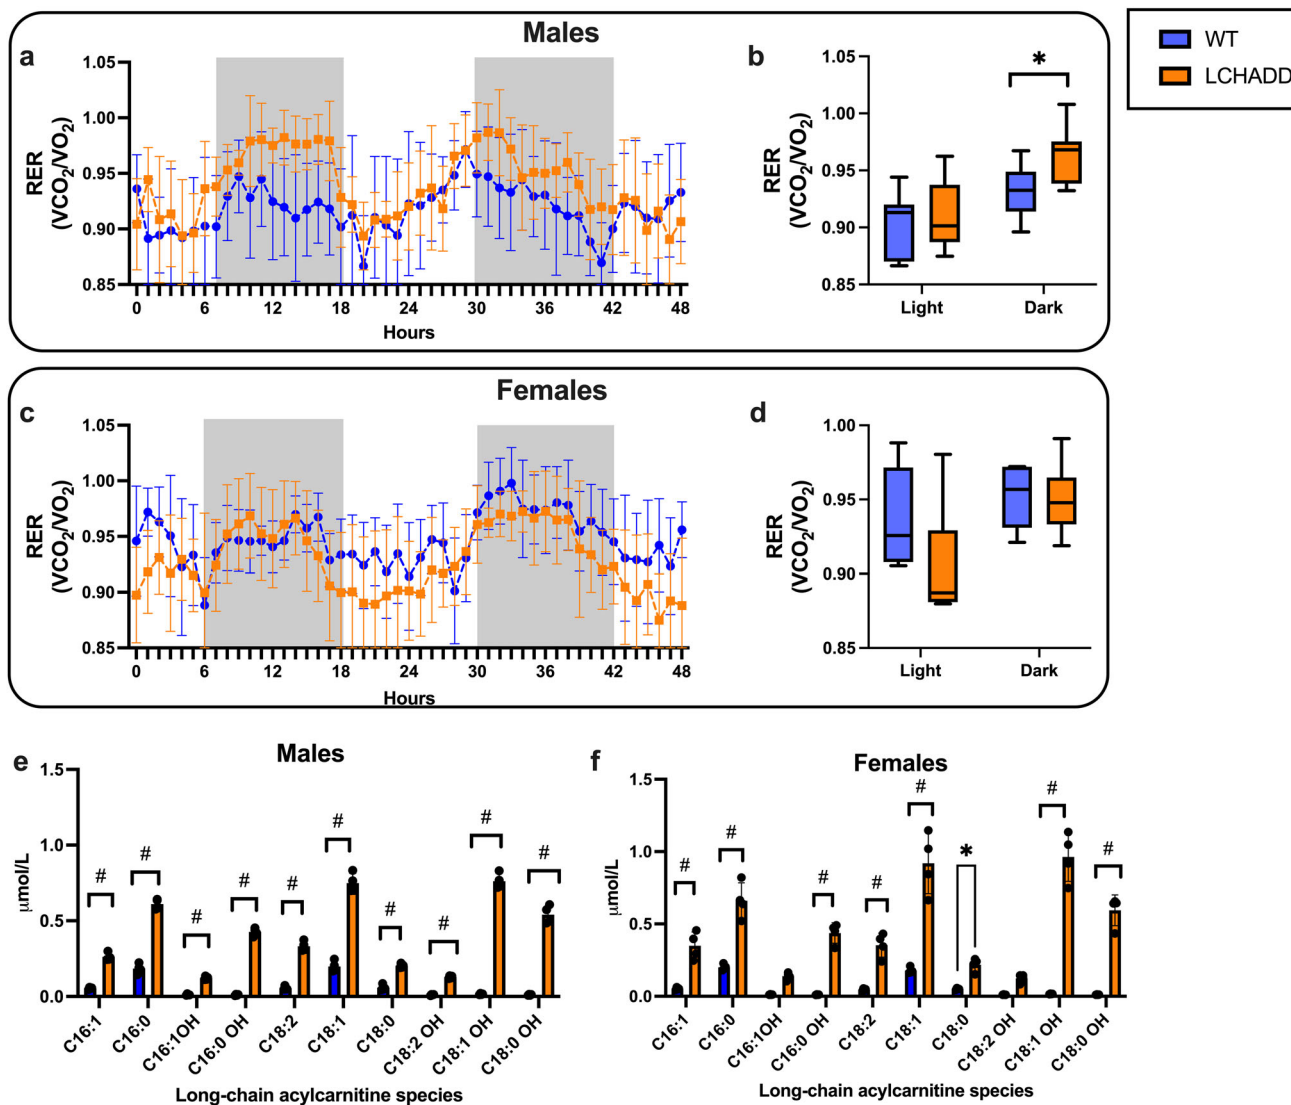 Males
WT
LCHADD
a
1.05
1.00
0.95
0.90
0.85
RER
(VCO2/VO2)
0 6 12 18 24 30 36 42 48
Hours
b
*
1.05
1.00
0.95
0.90
0.85
RER
(VCO2/VO2)
Light Dark
Females
c
1.05
1.00
0.95
0.90
0.85
RER
(VCO2/VO2)
0 6 12 18 24 30 36 42 48
Hours
d
1.00
0.95
0.90
0.85
RER
(VCO2/VO2)
Light Dark
e
Males
1.5
1.0
0.5
0.0
µmol/L
# # # # # # # # # #
C16:1
C16:0
C16:1OH
C16:0 OH
C18:2
C18:1
C18:0
C18:2 OH
C18:1 OH
C18:0 OH
Long-chain acylcarnitine species
f
Females
1.5
1.0
0.5
0.0
µmol/L
# # # # # * # #
C16:1
C16:0
C16:1OH
C16:0 OH
C18:2
C18:1
C18:0
C18:2 OH
C18:1 OH
C18:0 OH
Long-chain acylcarnitine species